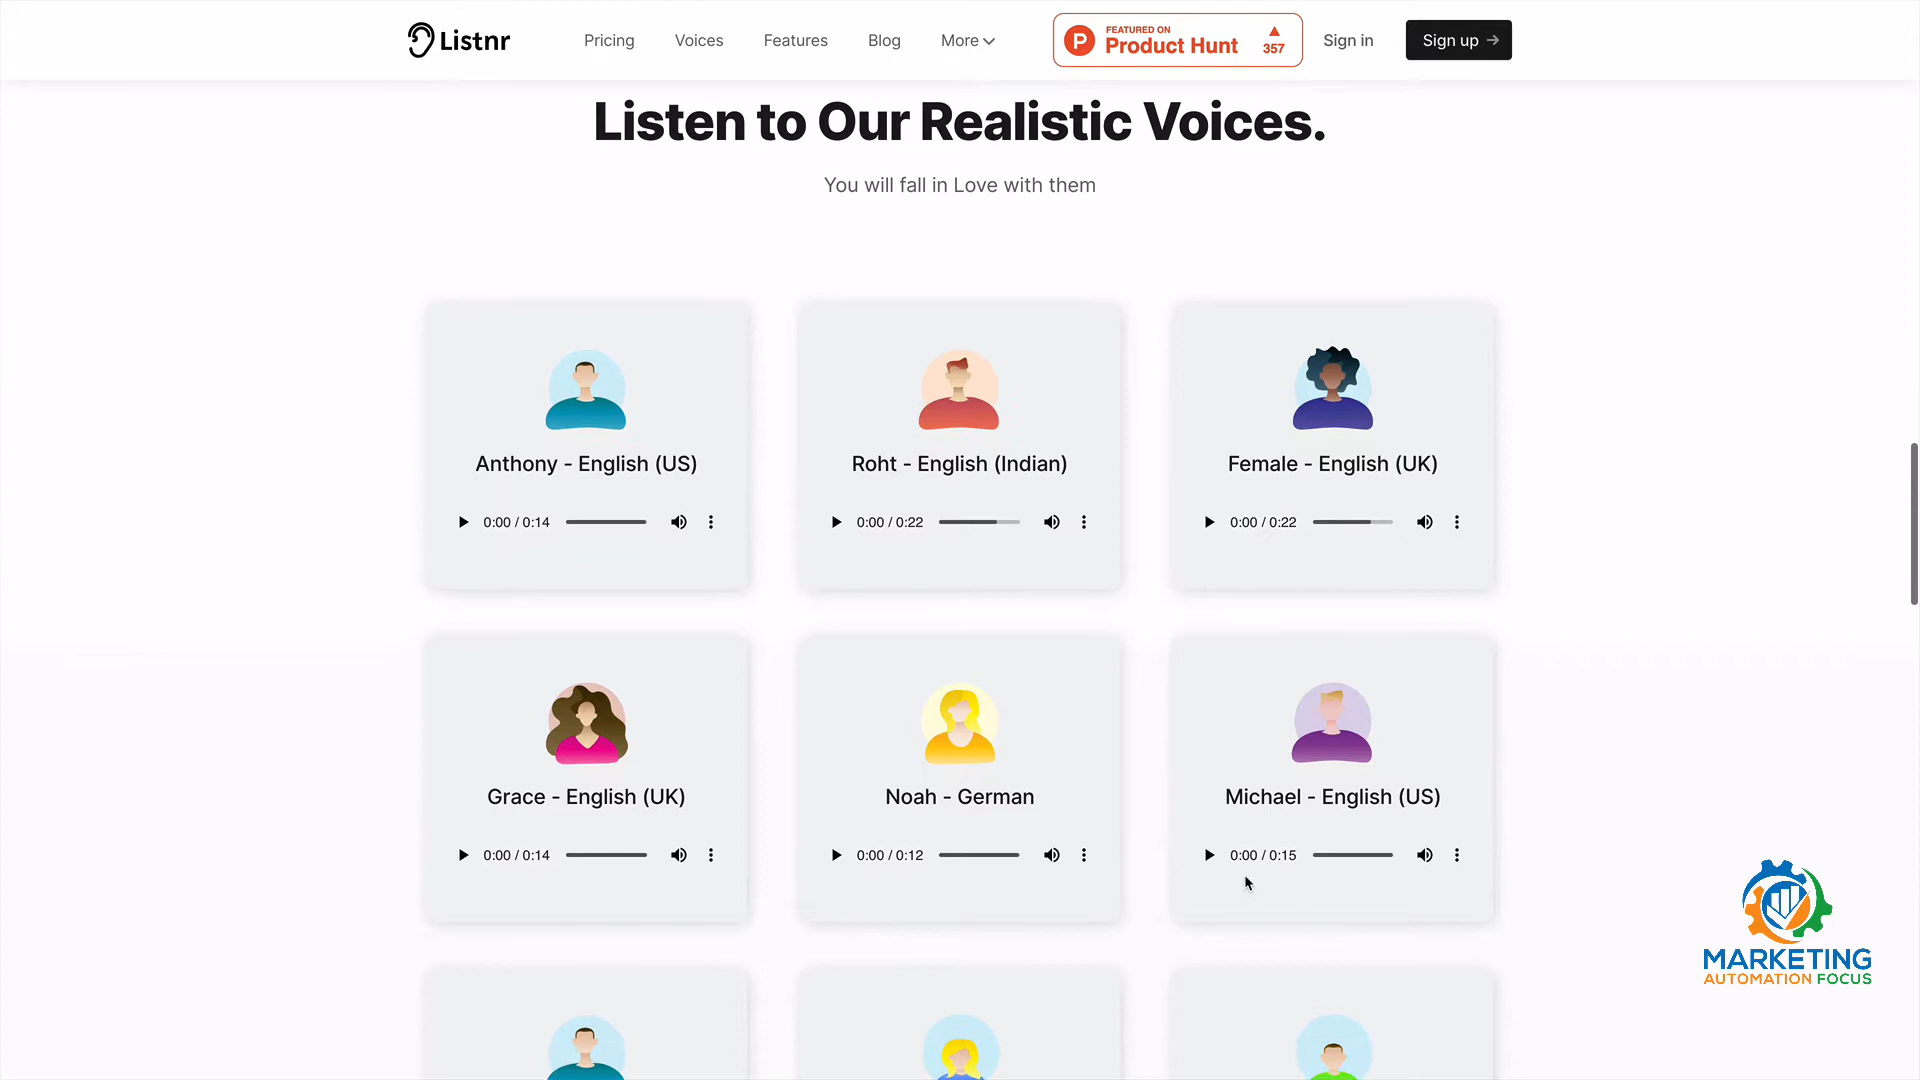 Listnr
Pricing
Voices
Features
Blog
More
P
FEATURED ON
Product Hunt
357
Sign in
Sign up
Listen to Our Realistic Voices.
You will fall in Love with them
Anthony - English (US)
0:00 / 0:14
Roht - English (Indian)
0:00 / 0:22
Female - English (UK)
0:00 / 0:22
Grace - English (UK)
0:00 / 0:14
Noah - German
0:00 / 0:12
Michael - English (US)
0:00 / 0:15
MARKETING
AUTOMATION FOCUS